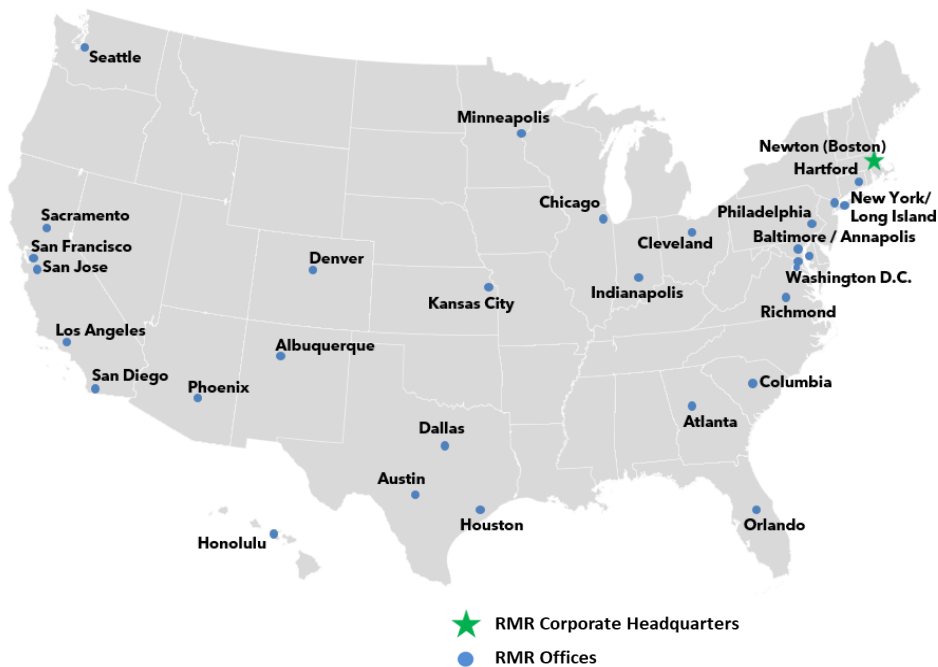 Seattle
Minneapolis
Newton (Boston)
Hartford
New York/
Long Island
Chicago
Philadelphia
Sacramento
Cleveland
Baltimore / Annapolis
San Francisco
San Jose
Denver
Washington D.C.
Indianapolis
Kansas City
Richmond
Los Angeles
Albuquerque
San Diego
Phoenix
Columbia
Atlanta
Dallas
Austin
Houston
Orlando
Honolulu
RMR Corporate Headquarters
RMR Offices